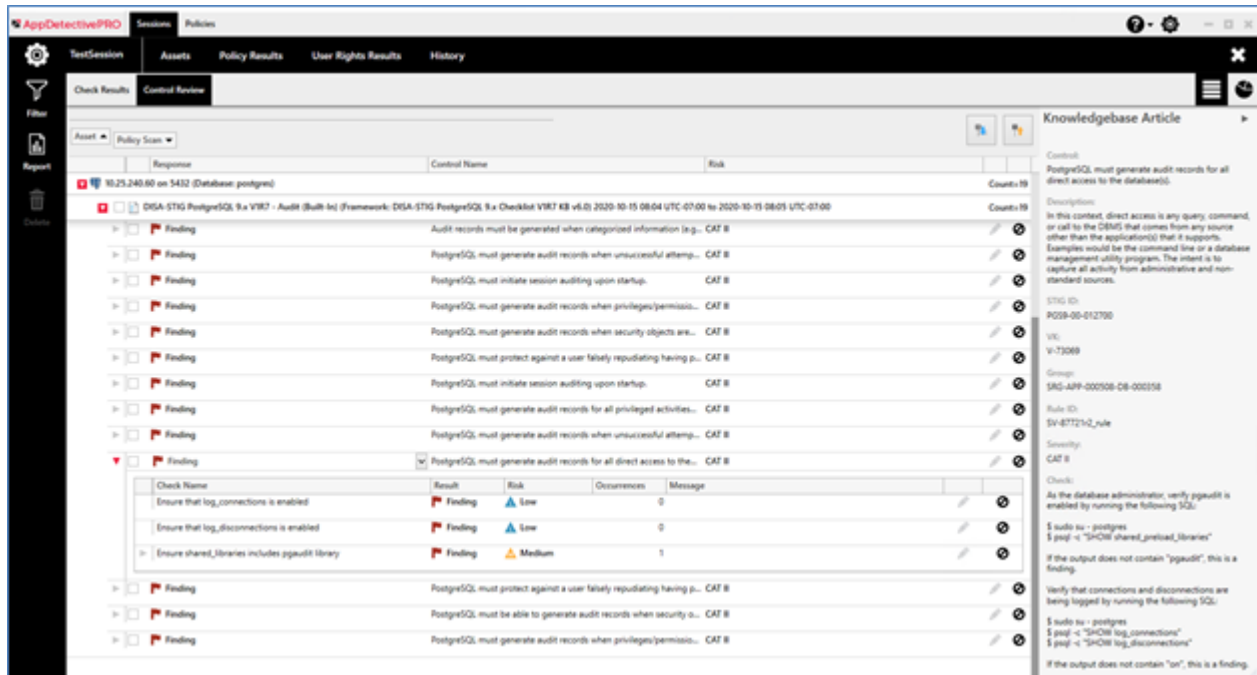 AppDetectivePRO Sessions Policies
TestSession Assets Policy Results User Rights Results History
Filter
Report
Delete
Check Results Control Review
Asset Policy Scan
Response Control Name Risk
10.25.240.60 on 5432 (Database: postgres) Count=19
DISA-STIG PostgreSQL 9.x V1R7 - Audit (Built-In) (Framework: DISA-STIG PostgreSQL 9.x Checklist V1R7 KB v6.0) 2020-10-15 08:04 UTC-07:00 to 2020-10-15 08:05 UTC-07:00 Count=19
Finding Audit records must be generated when categorized information (e.g... CAT II
Finding PostgreSQL must generate audit records when unsuccessful attemp... CAT II
Finding PostgreSQL must initiate session auditing upon startup. CAT II
Finding PostgreSQL must generate audit records when privileges/permissio... CAT II
Finding PostgreSQL must generate audit records when security objects are... CAT II
Finding PostgreSQL must protect against a user falsely repudiating having p... CAT II
Finding PostgreSQL must initiate session auditing upon startup. CAT II
Finding PostgreSQL must generate audit records for all privileged activities... CAT II
Finding PostgreSQL must generate audit records when unsuccessful attemp... CAT II
Finding PostgreSQL must generate audit records for all direct access to the... CAT II
Check Name Result Risk Occurrences Message
Ensure that log_connections is enabled Finding Low 0
Ensure that log_disconnections is enabled Finding Low 0
Ensure shared_libraries includes pgaudit library Finding Medium 1
Finding PostgreSQL must protect against a user falsely repudiating having p... CAT II
Finding PostgreSQL must be able to generate audit records when security o... CAT II
Finding PostgreSQL must generate audit records when privileges/permissio... CAT II
Knowledgebase Article
Control:
PostgreSQL must generate audit records for all
direct access to the database(s).
Description:
In this context, direct access is any query, command,
or call to the DBMS that comes from any source
other than the application(s) that it supports.
Examples would be the command line or a database
management utility program. The intent is to
capture all activity from administrative and non-
standard sources.
STIG ID:
PGS9-00-012700
VK:
V-73069
Group:
SRG-APP-000508-DB-000358
Rule ID:
SV-87721r2_rule
Severity:
CAT II
Check:
As the database administrator, verify pgaudit is
enabled by running the following SQL:
$ sudo su - postgres
$ psql -c "SHOW shared_preload_libraries"
If the output does not contain "pgaudit", this is a
finding.
Verify that connections and disconnections are
being logged by running the following SQL:
$ sudo su - postgres
$ psql -c "SHOW log_connections"
$ psql -c "SHOW log_disconnections"
If the output does not contain "on", this is a finding.